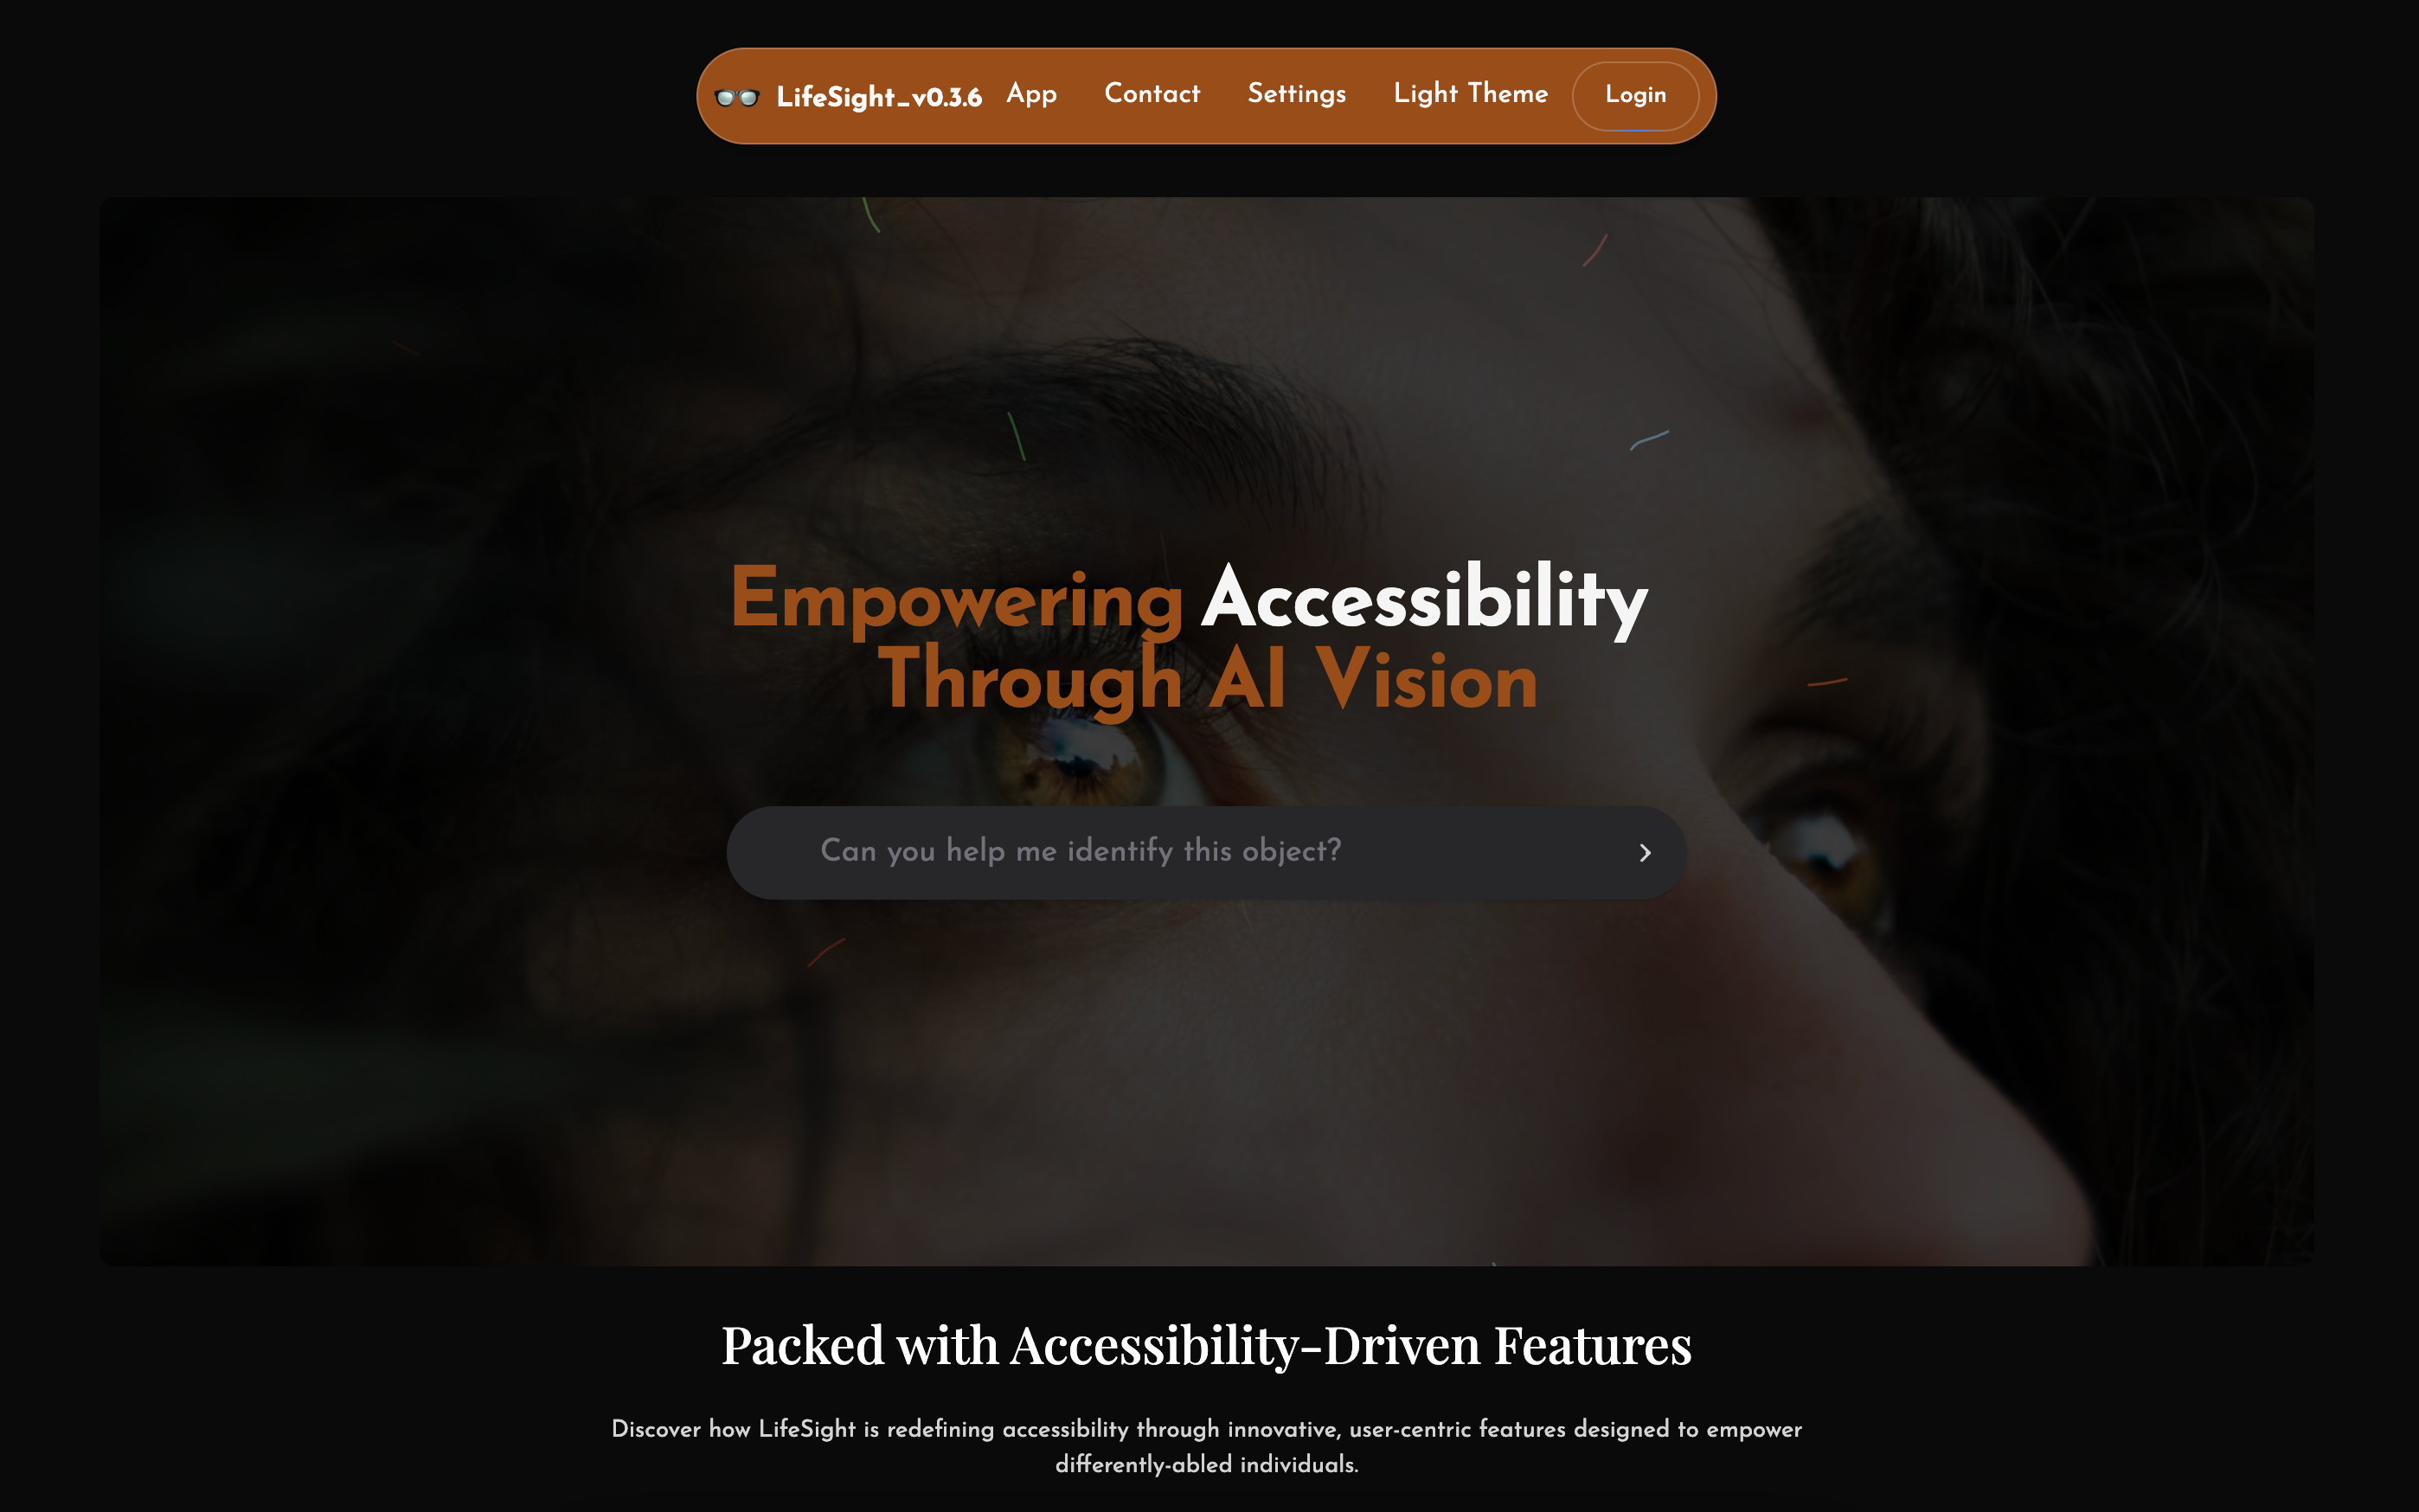 LifeSight_v0.3.6 App Contact Settings Light Theme Login
Empowering Accessibility
Through AI Vision
Can you help me identify this object?
Packed with Accessibility-Driven Features
Discover how LifeSight is redefining accessibility through innovative, user-centric features designed to empower
differently-abled individuals.